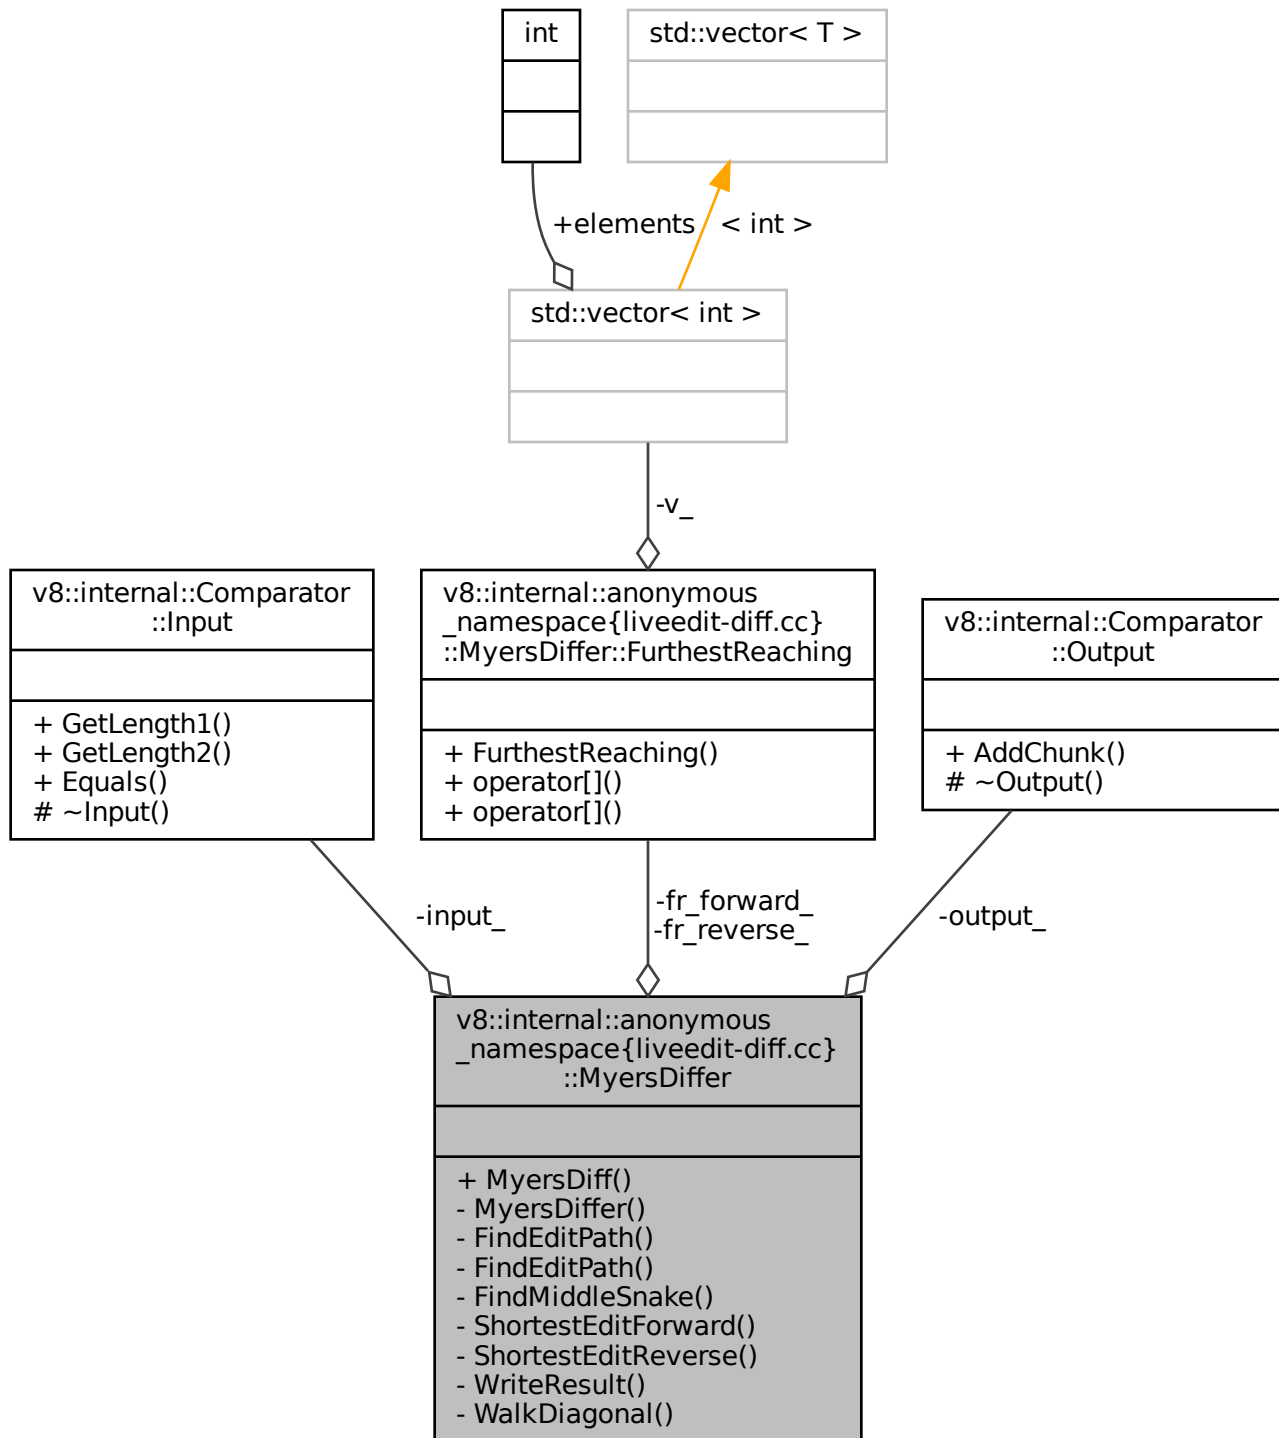 int
std::vector< T >
+elements
< int >
std::vector< int >
-v_
v8::internal::Comparator
::Input
+ GetLength1()
+ GetLength2()
+ Equals()
# ~Input()
v8::internal::anonymous
_namespace{liveedit-diff.cc}
::MyersDiffer::FurthestReaching
+ FurthestReaching()
+ operator[]()
+ operator[]()
v8::internal::Comparator
::Output
+ AddChunk()
# ~Output()
-input_
-fr_forward_
-fr_reverse_
-output_
v8::internal::anonymous
_namespace{liveedit-diff.cc}
::MyersDiffer
+ MyersDiff()
- MyersDiffer()
- FindEditPath()
- FindEditPath()
- FindMiddleSnake()
- ShortestEditForward()
- ShortestEditReverse()
- WriteResult()
- WalkDiagonal()